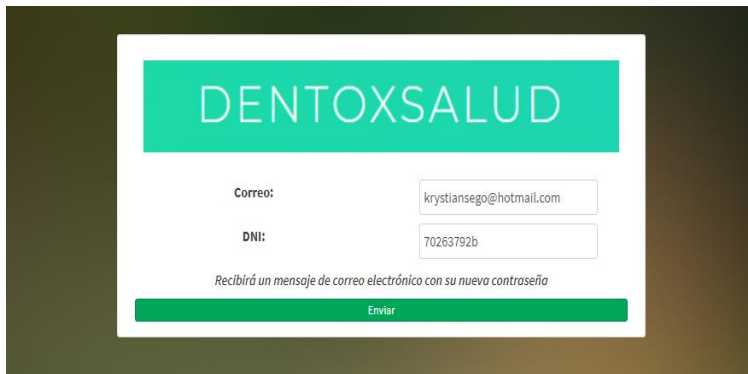 DENTOXSALUD
Correo: krystiansego@hotmail.com
DNI: 70263792b
Recibirá un mensaje de correo electrónico con su nueva contraseña
Enviar